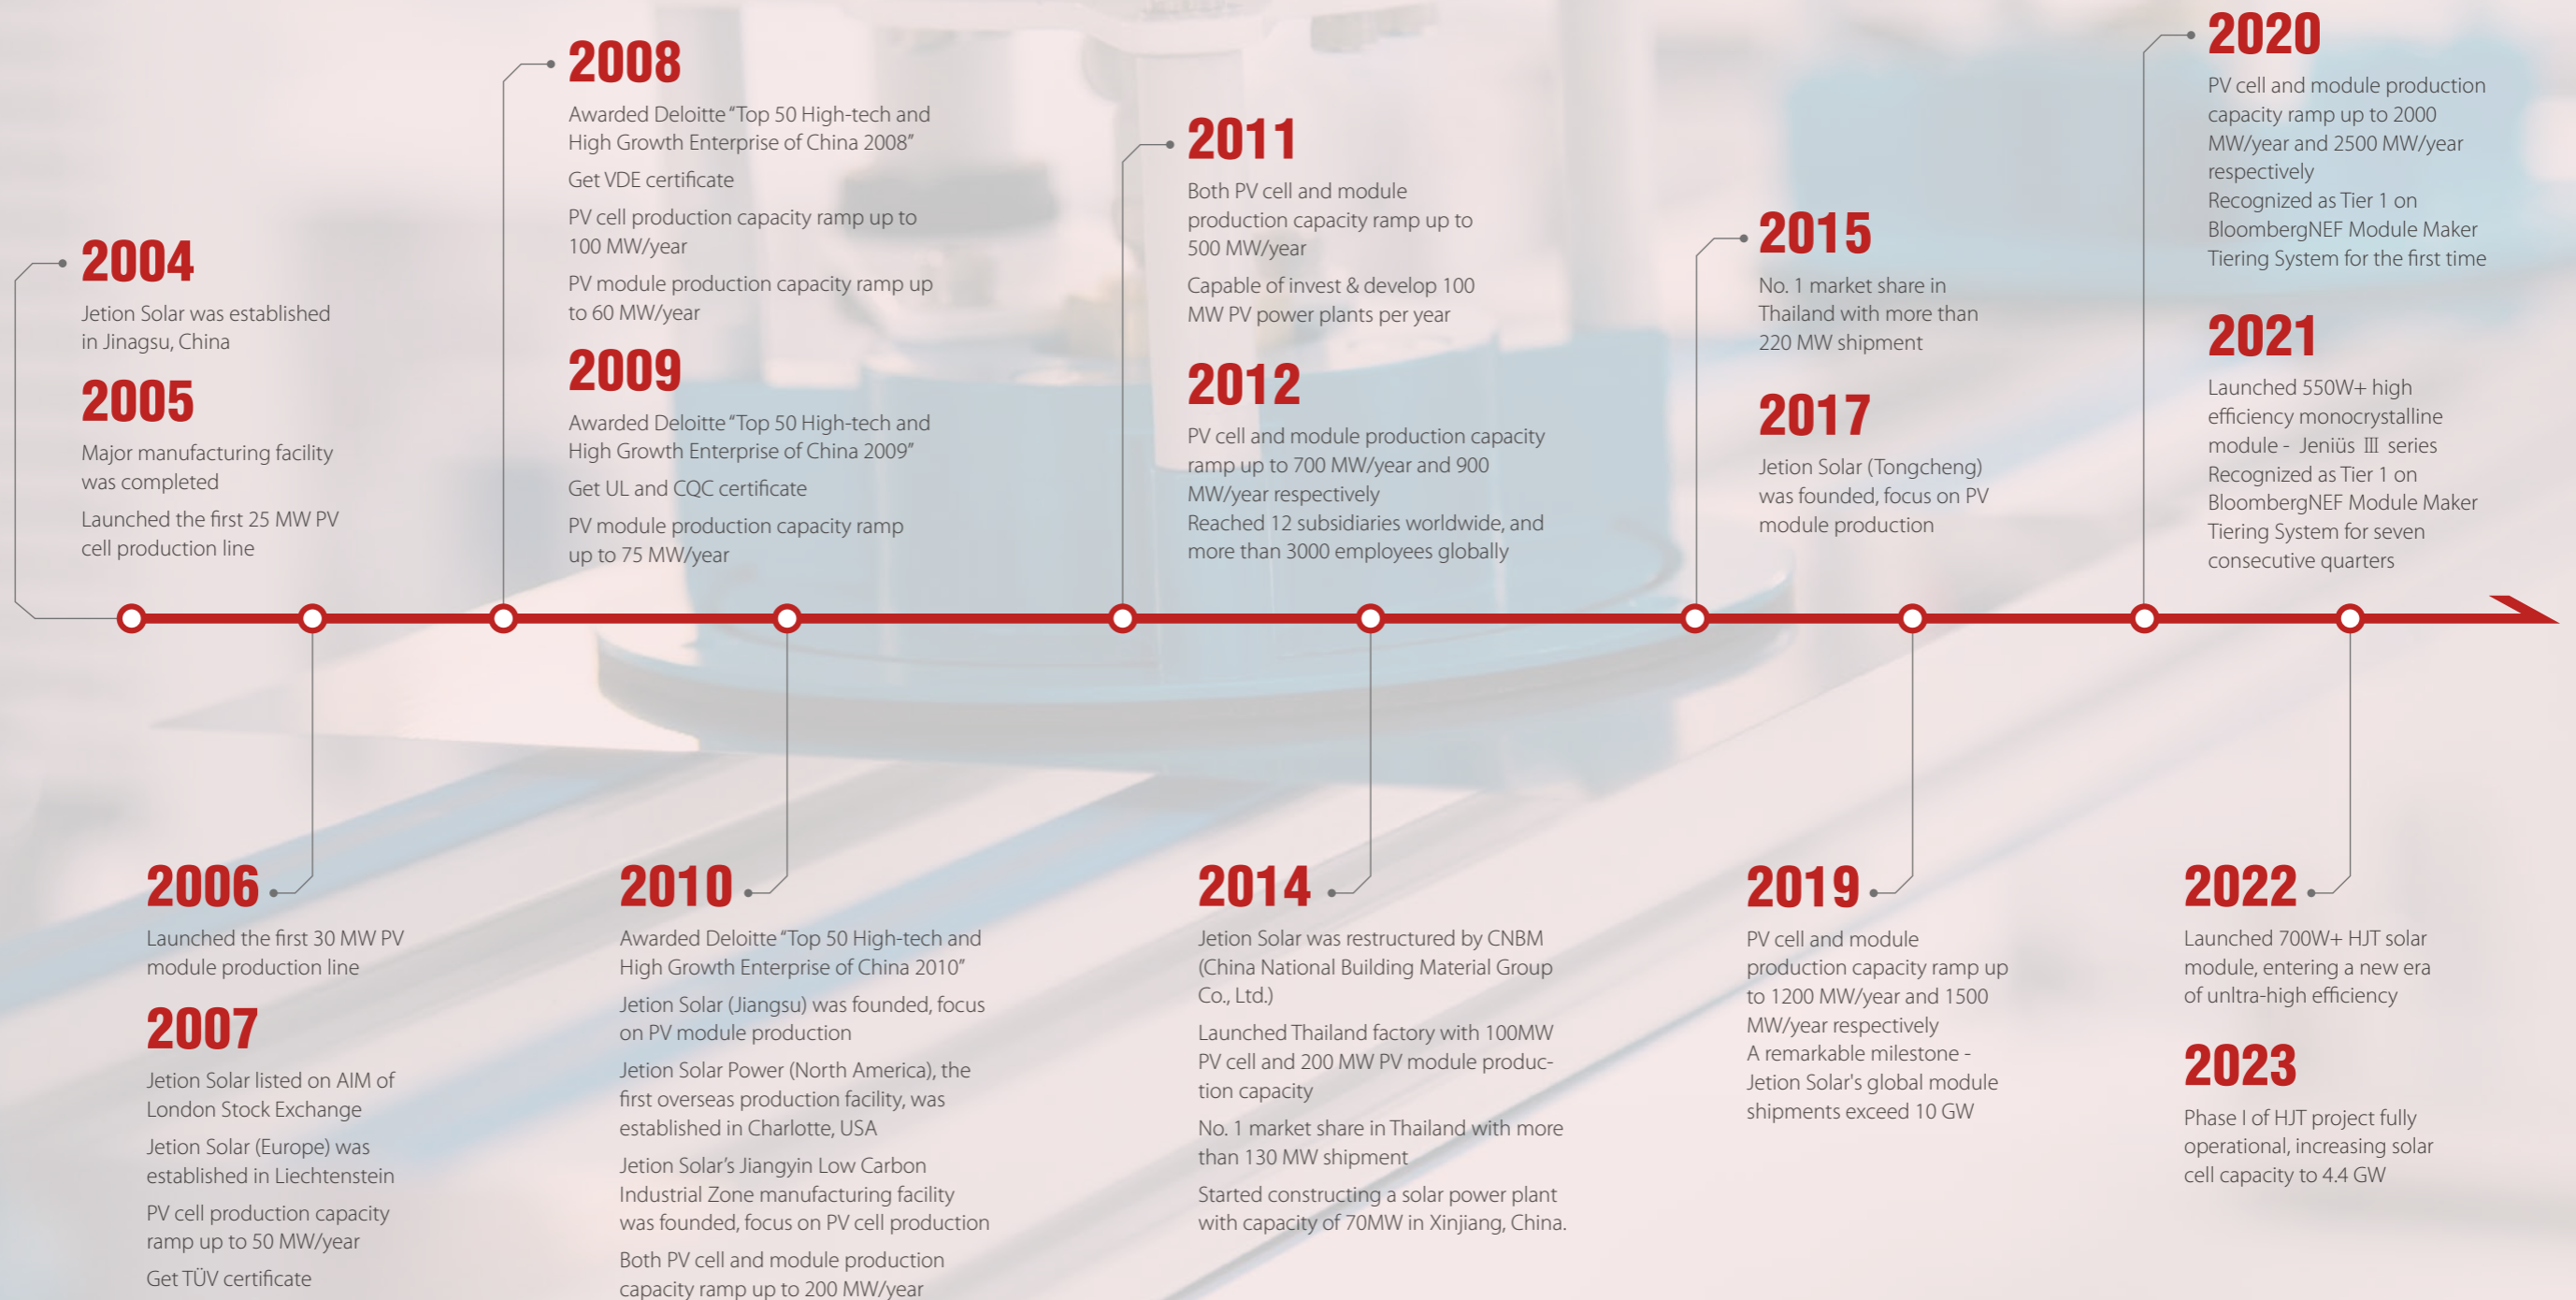 2004
Jetion Solar was established
in Jinagsu, China
2005
Major manufacturing facility
was completed
Launched the first 25 MW PV
cell production line
2006
Launched the first 30 MW PV
module production line
2007
Jetion Solar listed on AIM of
London Stock Exchange
Jetion Solar (Europe) was
established in Liechtenstein
PV cell production capacity
ramp up to 50 MW/year
Get TÜV certificate
2008
Awarded Deloitte “Top 50 High-tech and
High Growth Enterprise of China 2008”
Get VDE certificate
PV cell production capacity ramp up to
100 MW/year
PV module production capacity ramp up
to 60 MW/year
2009
Awarded Deloitte “Top 50 High-tech and
High Growth Enterprise of China 2009”
Get UL and CQC certificate
PV module production capacity ramp
up to 75 MW/year
2010
Awarded Deloitte “Top 50 High-tech and
High Growth Enterprise of China 2010”
Jetion Solar (Jiangsu) was founded, focus
on PV module production
Jetion Solar Power (North America), the
first overseas production facility, was
established in Charlotte, USA
Jetion Solar’s Jiangyin Low Carbon
Industrial Zone manufacturing facility
was founded, focus on PV cell production
Both PV cell and module production
capacity ramp up to 200 MW/year
2011
Both PV cell and module
production capacity ramp up to
500 MW/year
Capable of invest & develop 100
MW PV power plants per year
2012
PV cell and module production capacity
ramp up to 700 MW/year and 900
MW/year respectively
Reached 12 subsidiaries worldwide, and
more than 3000 employees globally
2014
Jetion Solar was restructured by CNBM
(China National Building Material Group
Co., Ltd.)
Launched Thailand factory with 100MW
PV cell and 200 MW PV module produc-
tion capacity
No. 1 market share in Thailand with more
than 130 MW shipment
Started constructing a solar power plant
with capacity of 70MW in Xinjiang, China.
2015
No. 1 market share in
Thailand with more than
220 MW shipment
2017
Jetion Solar (Tongcheng)
was founded, focus on PV
module production
2019
PV cell and module
production capacity ramp up
to 1200 MW/year and 1500
MW/year respectively
A remarkable milestone -
Jetion Solar's global module
shipments exceed 10 GW
2020
PV cell and module production
capacity ramp up to 2000
MW/year and 2500 MW/year
respectively
Recognized as Tier 1 on
BloombergNEF Module Maker
Tiering System for the first time
2021
Launched 550W+ high
efficiency monocrystalline
module - Jeniüs Ⅲ series
Recognized as Tier 1 on
BloombergNEF Module Maker
Tiering System for seven
consecutive quarters
2022
Launched 700W+ HJT solar
module, entering a new era
of unltra-high efficiency
2023
Phase I of HJT project fully
operational, increasing solar
cell capacity to 4.4 GW